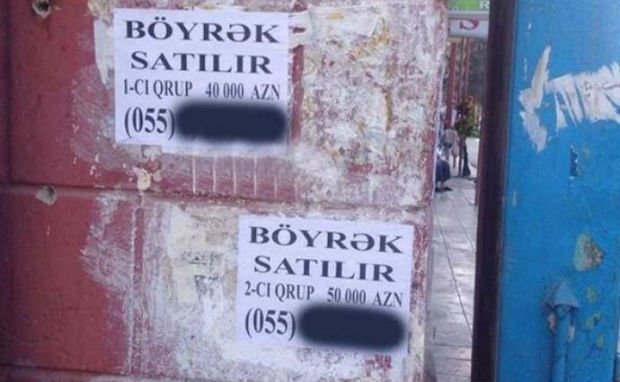 BÖYRƏK
SATILIR
1-CI QRUP 40 000 AZN
(055)
BÖYRƏK
SATILIR
2-CI QRUP 50 000 AZN
(055)
S